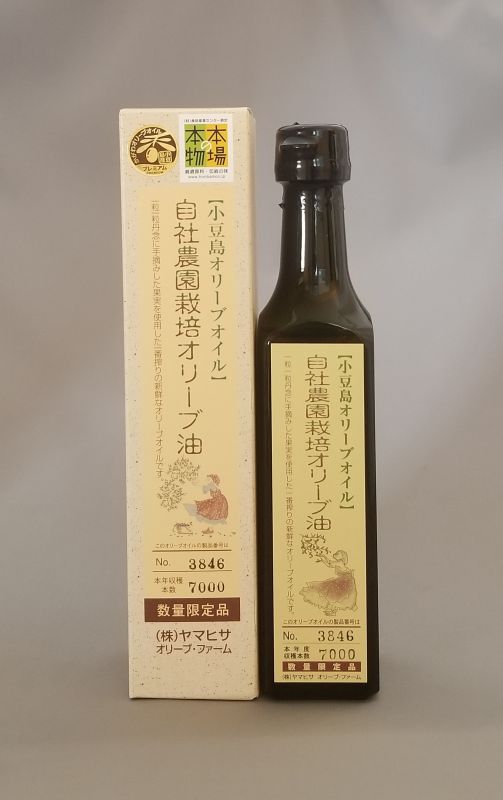 プレミアム
本場
の
本物
www.honbamon.jp
【小豆島オリーブオイル】
自社農園栽培オリーブ油
一粒一粒丹念に手摘みした果実を使用した一番搾りの新鮮なオリーブオイルです。
このオリーブオイルの製品番号は
No. 3846
本年収穫
本数 7000
数量限定品
(株)ヤマヒサ
オリーブ・ファーム
【小豆島オリーブオイル】
自社農園栽培オリーブ油
一粒一粒丹念に手摘みした果実を使用した一番搾りの新鮮なオリーブオイルです。
このオリーブオイルの製品番号は
No. 3846
本年度
収穫本数 7000
数量限定品
(株)ヤマヒサ オリーブ・ファーム